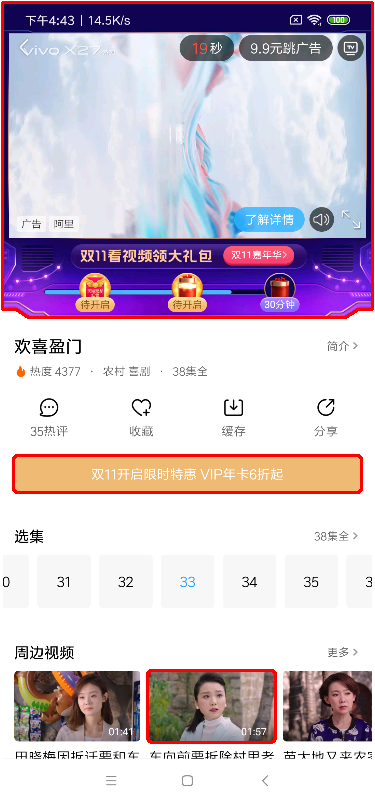 下午4:43 | 14.5K/s
100
vivo X27
19 秒
9.9元跳广告
TV
广告
阿里
了解详情
双11看视频领大礼包
双11嘉年华>
待开启
待开启
30分钟
欢喜盈门
简介 >
热度 4377 · 农村 喜剧 · 38集全
35热评
收藏
缓存
分享
双11开启限时特惠 VIP年卡6折起
选集
38集全 >
0
31
32
33
34
35
3
周边视频
更多 >
01:41
01:57
田晓梅因拆迁要和车
车向前要拆除村里老
苗大地又来农家